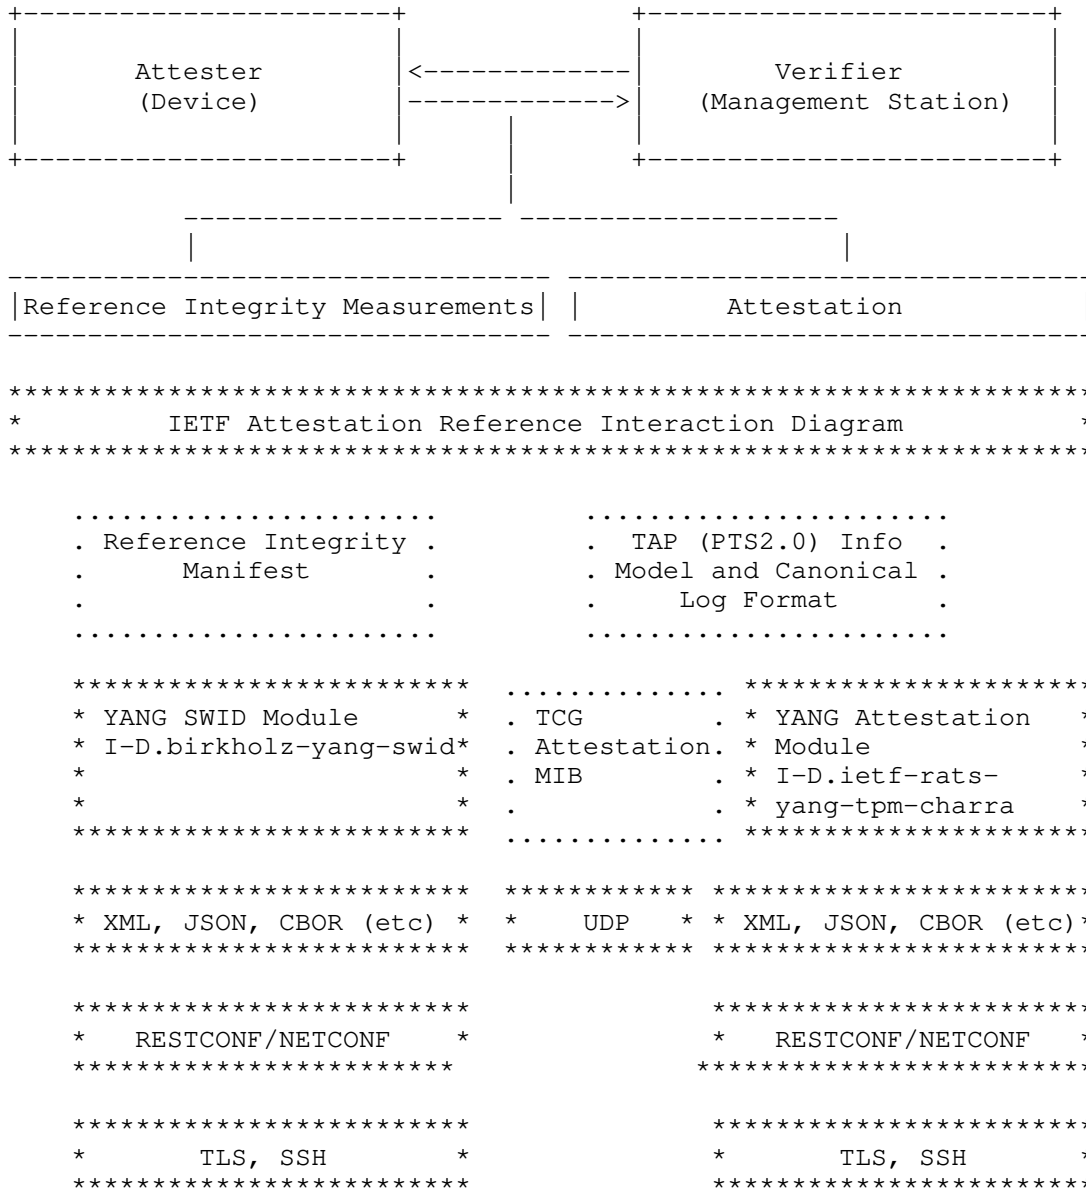 Attester Verifier
(Device) (Management Station)
Reference Integrity Measurements Attestation
IETF Attestation Reference Interaction Diagram
Reference Integrity TAP (PTS2.0) Info
Manifest Model and Canonical
Log Format
YANG SWID Module TCG YANG Attestation
I-D.birkholz-yang-swid Attestation Module
MIB I-D.ietf-rats-
yang-tpm-charra
XML, JSON, CBOR (etc) UDP XML, JSON, CBOR (etc)
RESTCONF/NETCONF RESTCONF/NETCONF
TLS, SSH TLS, SSH